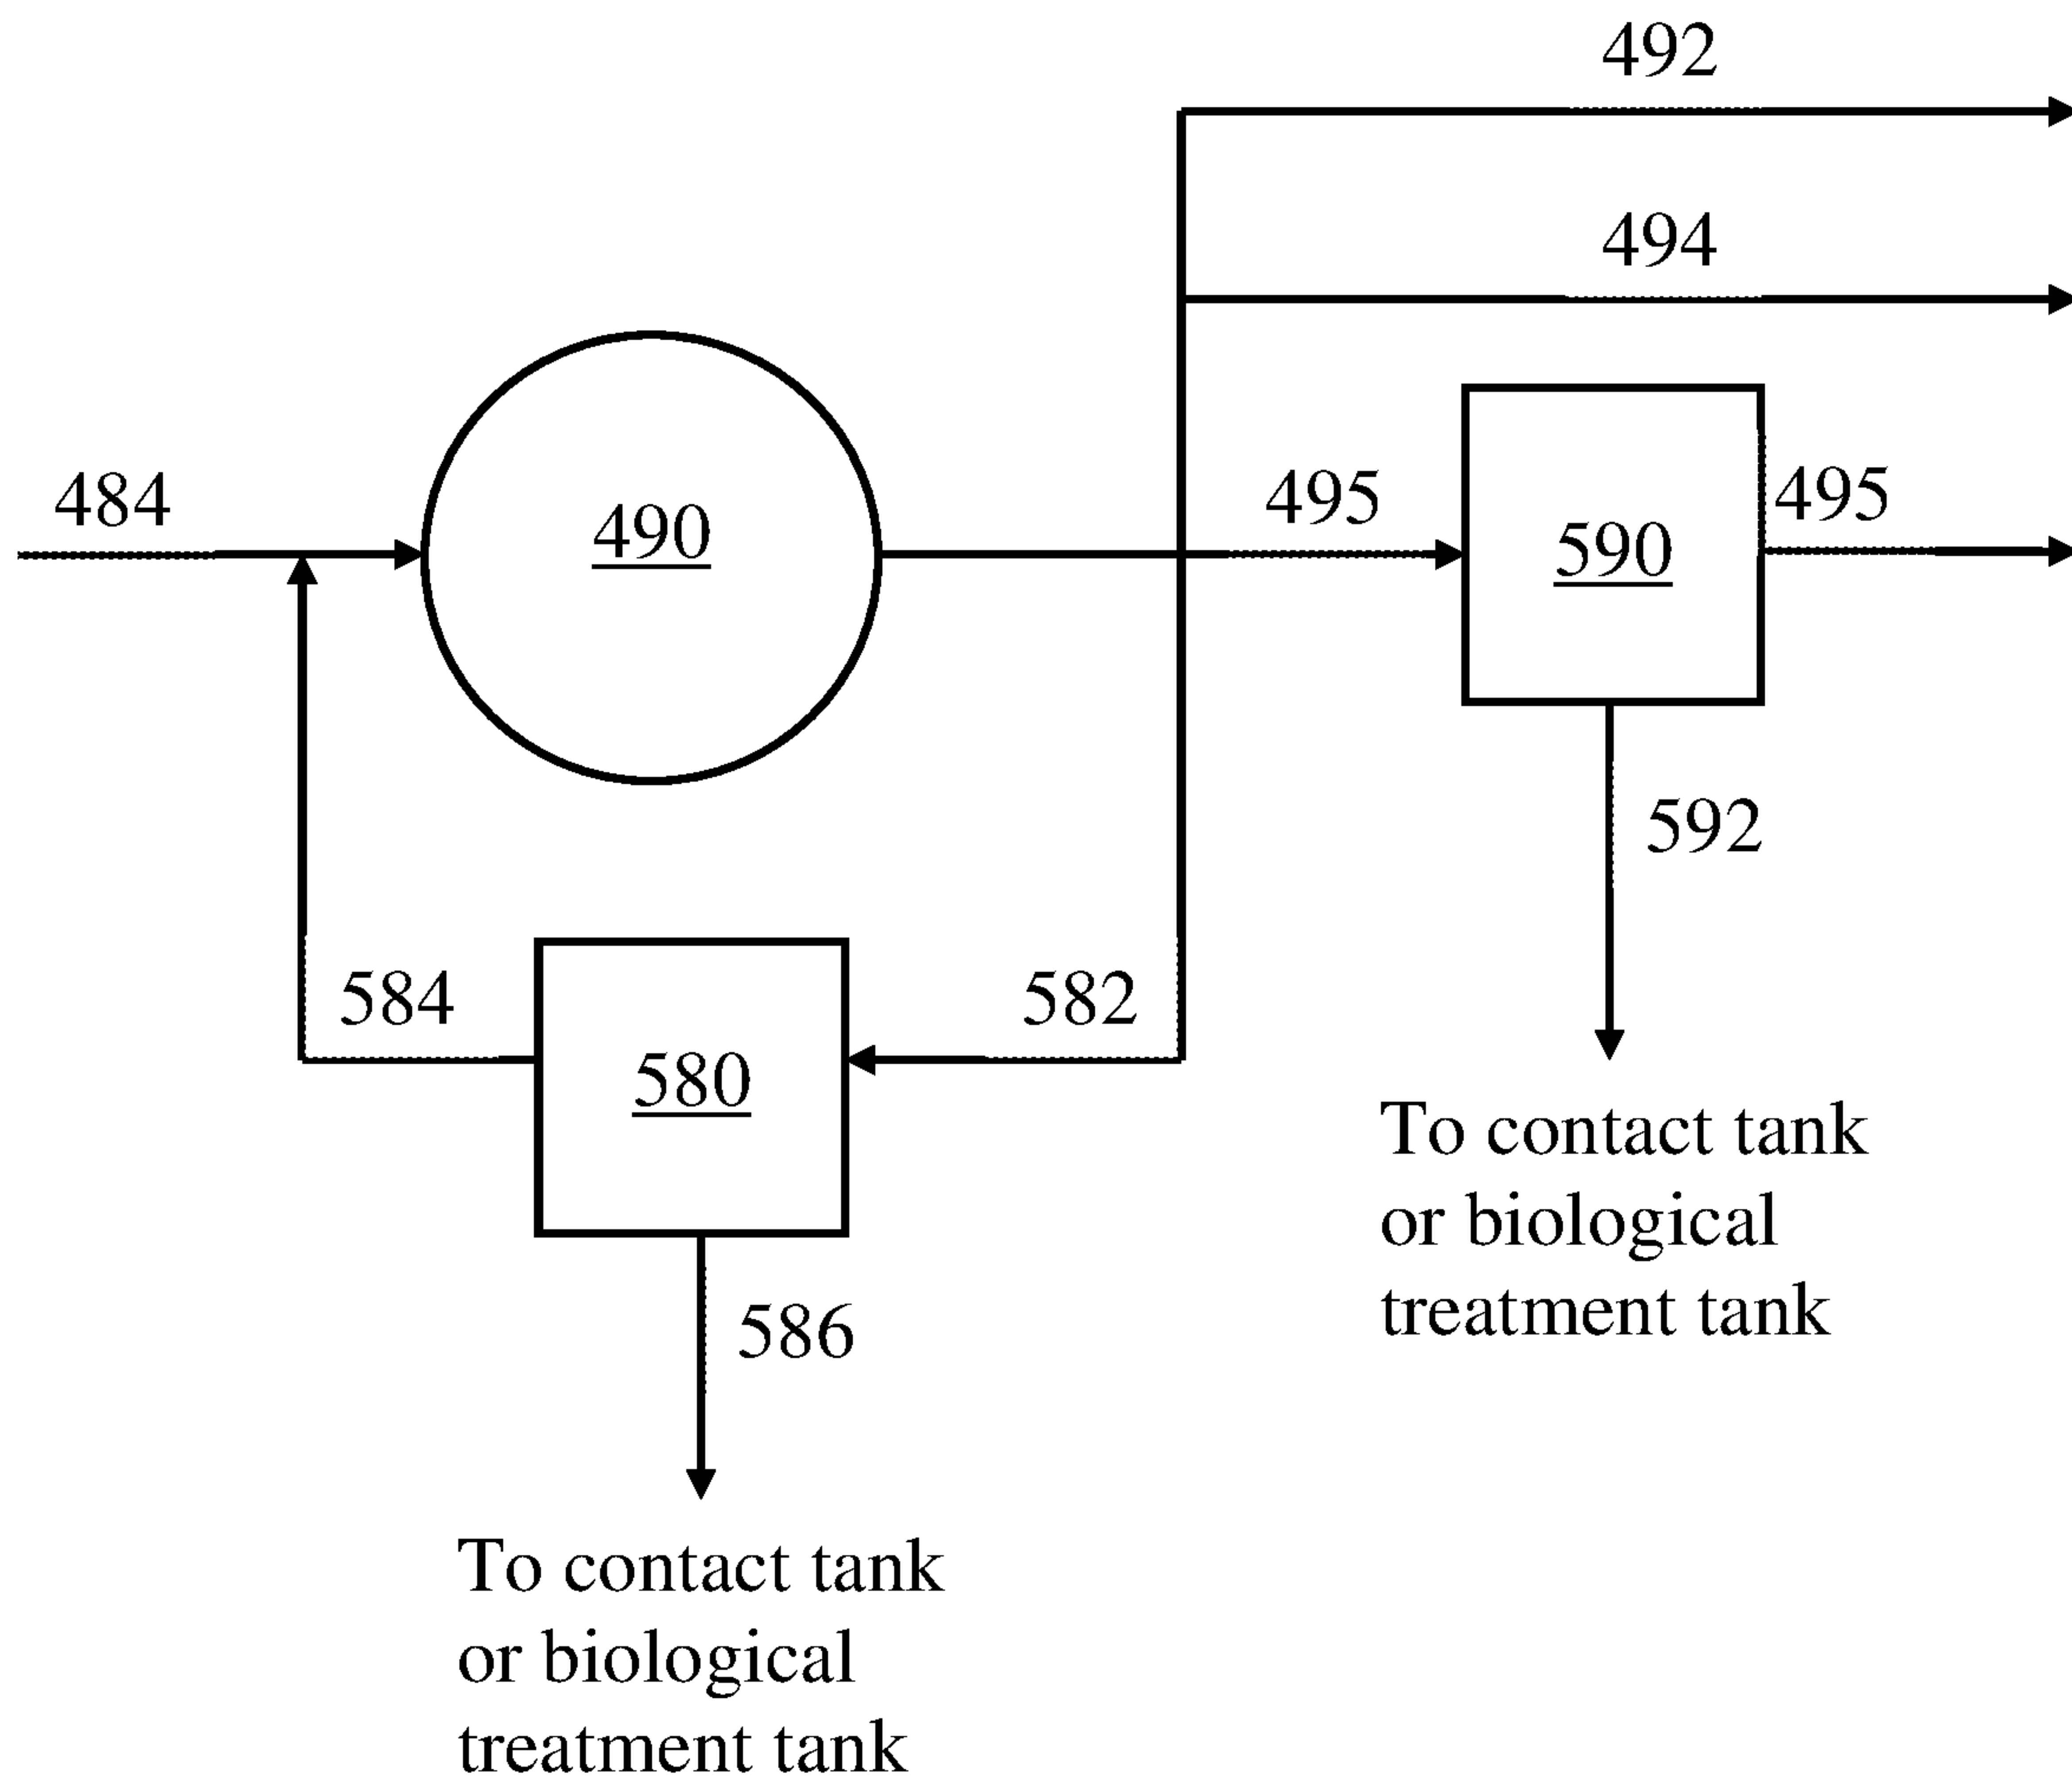 492
494
484
490
495
590
495
592
584
582
580
To contact tank
or biological
treatment tank
586
To contact tank
or biological
treatment tank